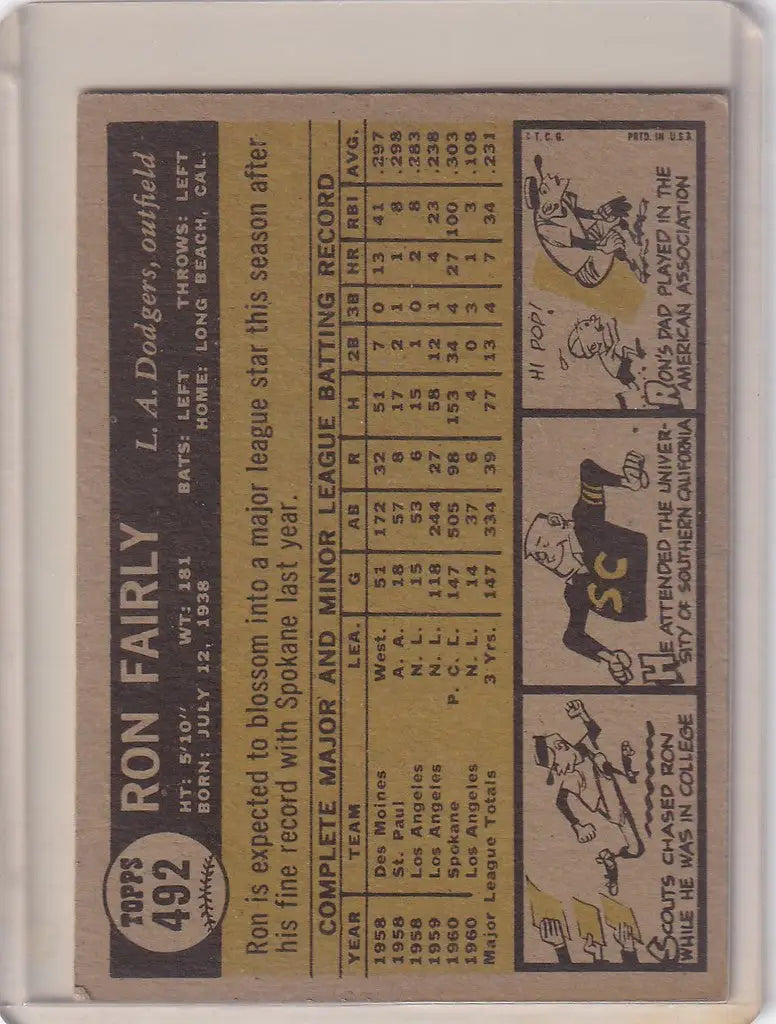 TOPPS
492
RON FAIRLY
L. A. Dodgers, outfield
HT: 5'10" WT: 181 BATS: LEFT THROWS: LEFT
BORN: JULY 12, 1938 HOME: LONG BEACH, CAL.
Ron is expected to blossom into a major league star this season after
his fine record with Spokane last year.
COMPLETE MAJOR AND MINOR LEAGUE BATTING RECORD
YEAR TEAM LEA. G AB R H 2B 3B HR RBI AVG.
1958 Des Moines West. 51 172 32 51 7 0 13 41 .297
1958 St. Paul A. A. 18 57 8 17 2 1 1 8 .298
1958 Los Angeles N. L. 15 53 6 15 1 0 2 8 .283
1959 Los Angeles N. L. 118 244 27 58 12 1 4 23 .238
1960 Spokane P. C. L. 147 505 98 153 34 4 27 100 .303
1960 Los Angeles N. L. 14 37 6 4 0 3 1 3 .108
Major League Totals 3 Yrs. 147 334 39 77 13 4 7 34 .231
SCOUTS CHASED RON
WHILE HE WAS IN COLLEGE
SC
HE ATTENDED THE UNIVER-
SITY OF SOUTHERN CALIFORNIA
© T. C. G. PRTD. IN U.S.A.
HI POP!
RON'S DAD PLAYED IN THE
AMERICAN ASSOCIATION